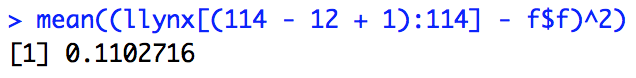 > mean((llynx[(114 - 12 + 1):114] - f$f)^2)
[1] 0.1102716